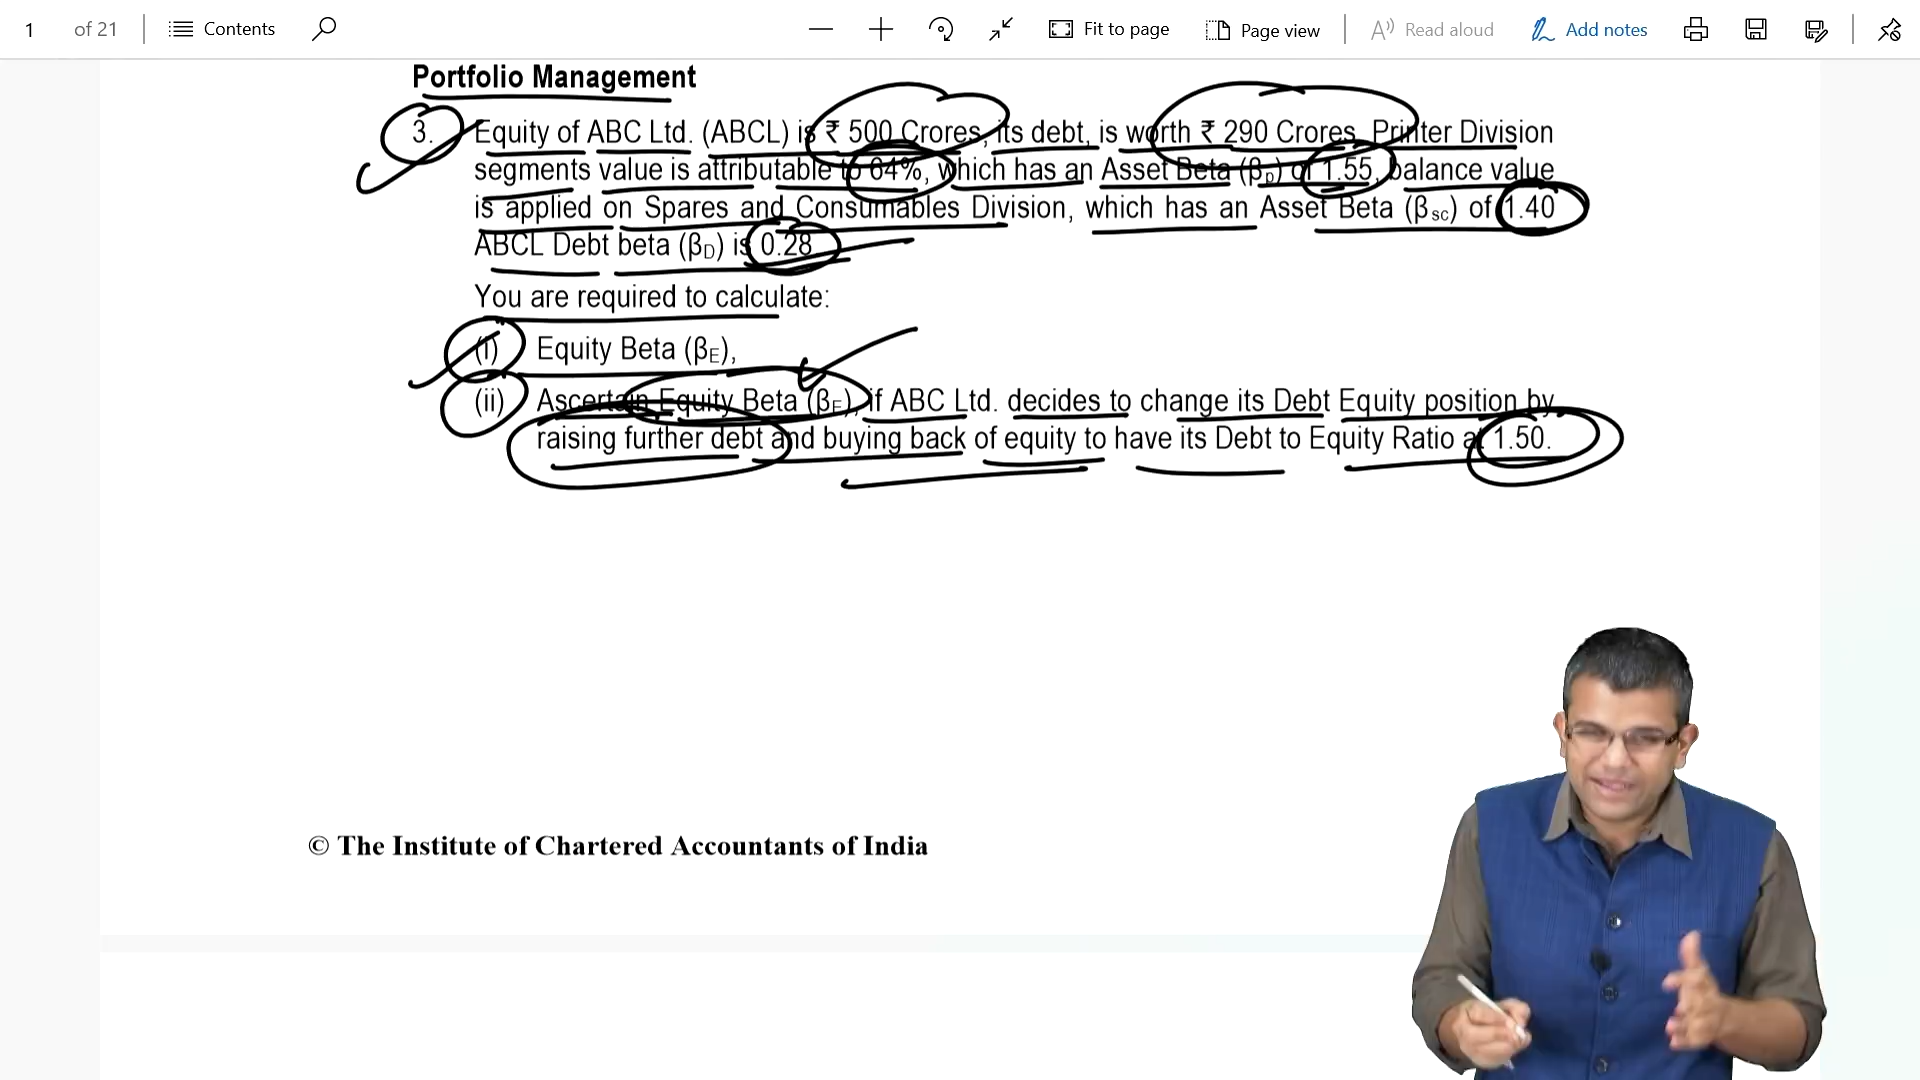 1 of 21 Contents Fit to page Page view Read aloud Add notes
Portfolio Management
3. Equity of ABC Ltd. (ABCL) is ₹ 500 Crores, its debt, is worth ₹ 290 Crores. Printer Division
segments value is attributable to 64%, which has an Asset Beta (βp) of 1.55, balance value
is applied on Spares and Consumables Division, which has an Asset Beta (βsc) of 1.40
ABCL Debt beta (βD) is 0.28
You are required to calculate:
(i) Equity Beta (βE),
(ii) Ascertain Equity Beta (βE), if ABC Ltd. decides to change its Debt Equity position by
raising further debt and buying back of equity to have its Debt to Equity Ratio at 1.50.
© The Institute of Chartered Accountants of India